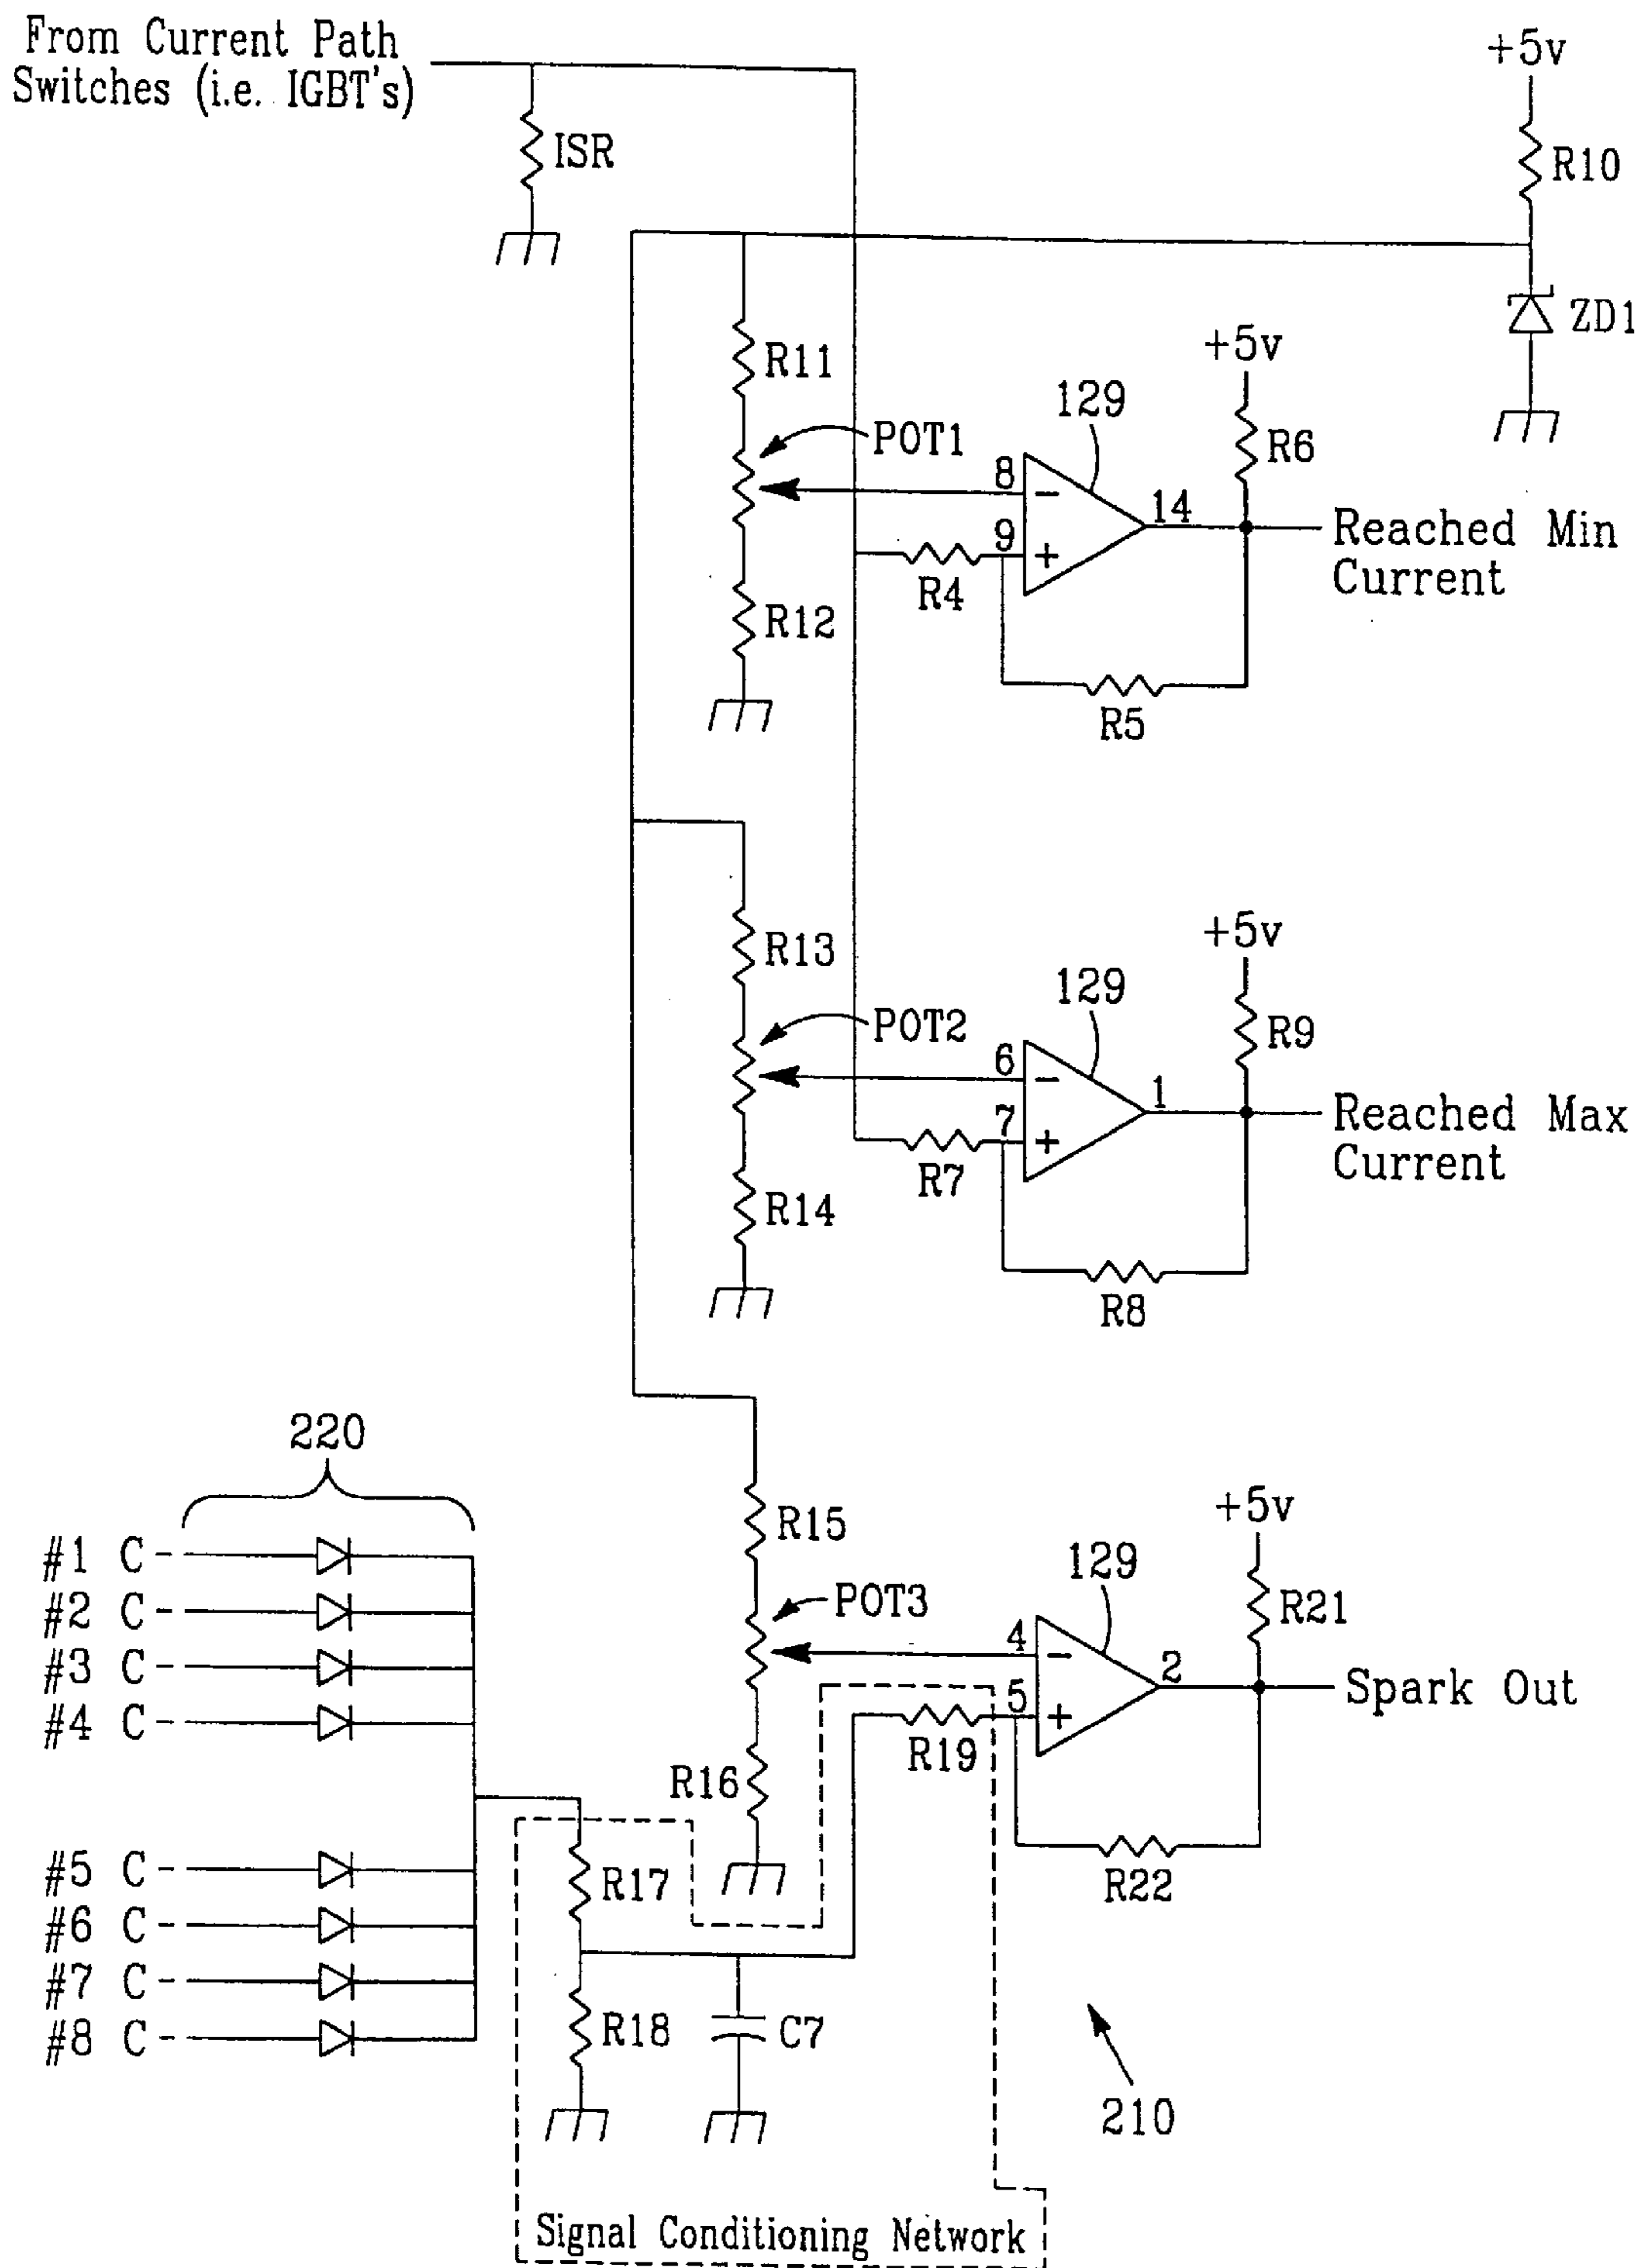 From Current Path
Switches (i.e. IGBT's)
ISR
+5v
R10
ZD1
R11
POT1
R12
8
9
-
+
R4
129
14
+5v
R6
R5
Reached Min
Current
R13
POT2
R14
6
7
-
+
R7
129
1
+5v
R9
R8
Reached Max
Current
220
#1 C-
#2 C-
#3 C-
#4 C-
#5 C-
#6 C-
#7 C-
#8 C-
R15
POT3
R16
4
5
-
+
R19
129
2
+5v
R21
R22
Spark Out
R17
R18
C7
210
Signal Conditioning Network